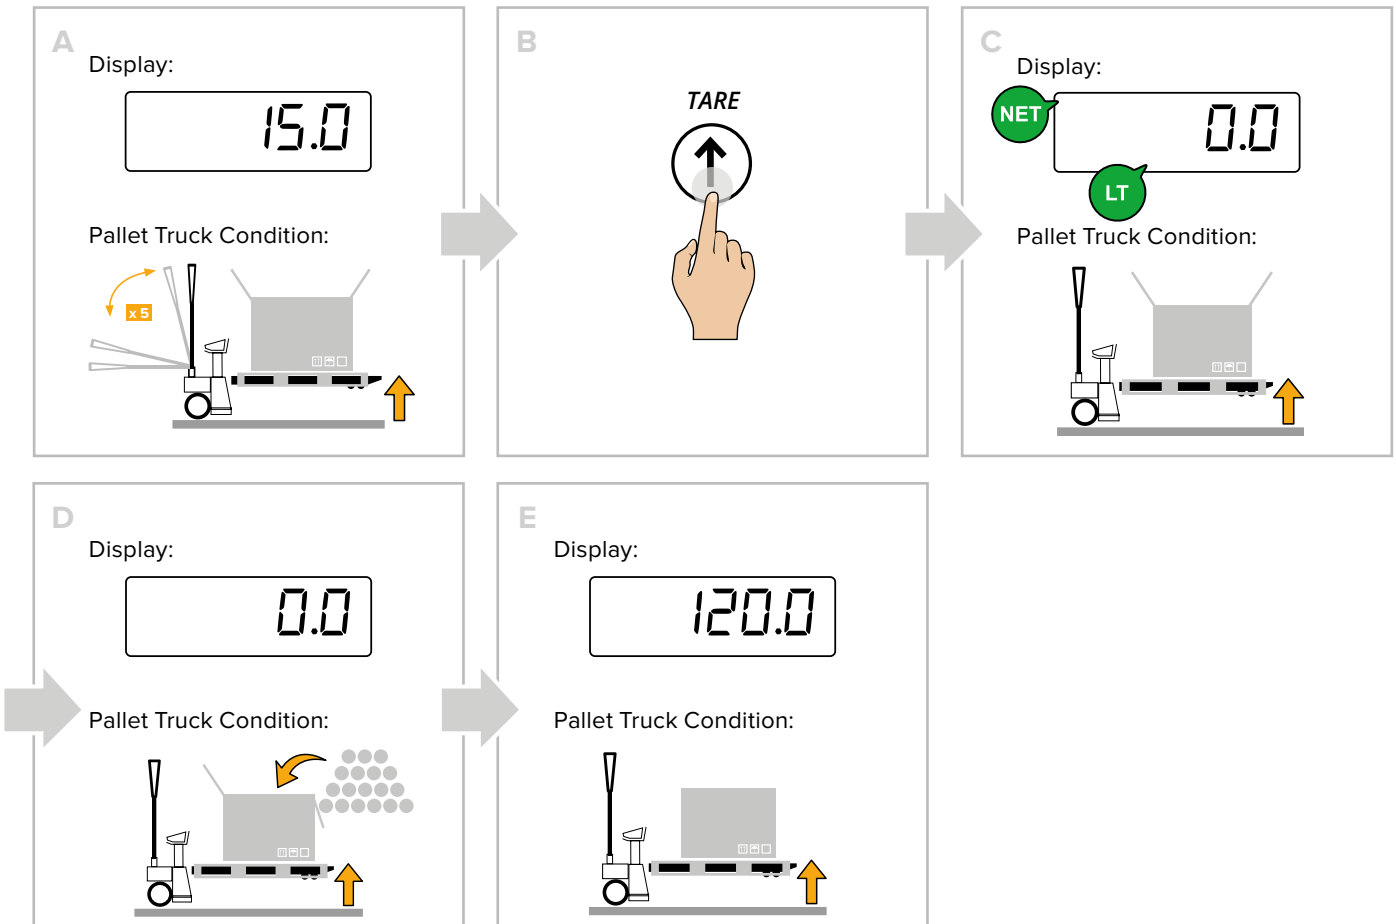 A
Display:
15.0
Pallet Truck Condition:
x 5
B
TARE
C
Display:
NET
0.0
LT
Pallet Truck Condition:
D
Display:
0.0
Pallet Truck Condition:
E
Display:
120.0
Pallet Truck Condition: